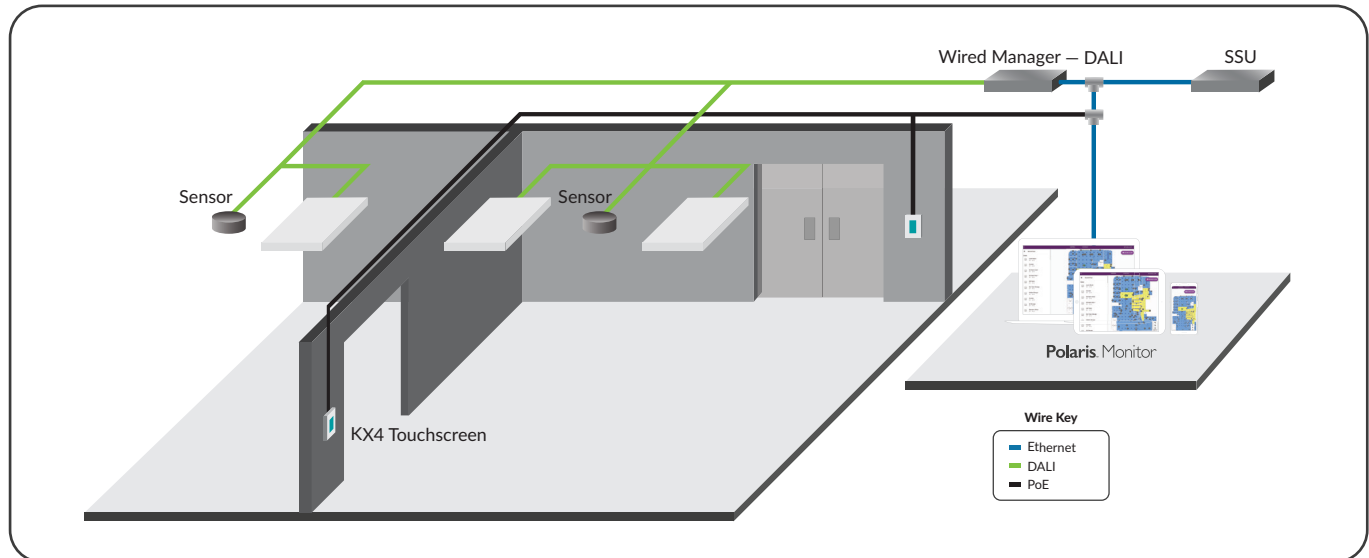 Wired Manager — DALI
SSU
Sensor
Sensor
KX4 Touchscreen
Polaris. Monitor
Wire Key
Ethernet
DALI
PoE